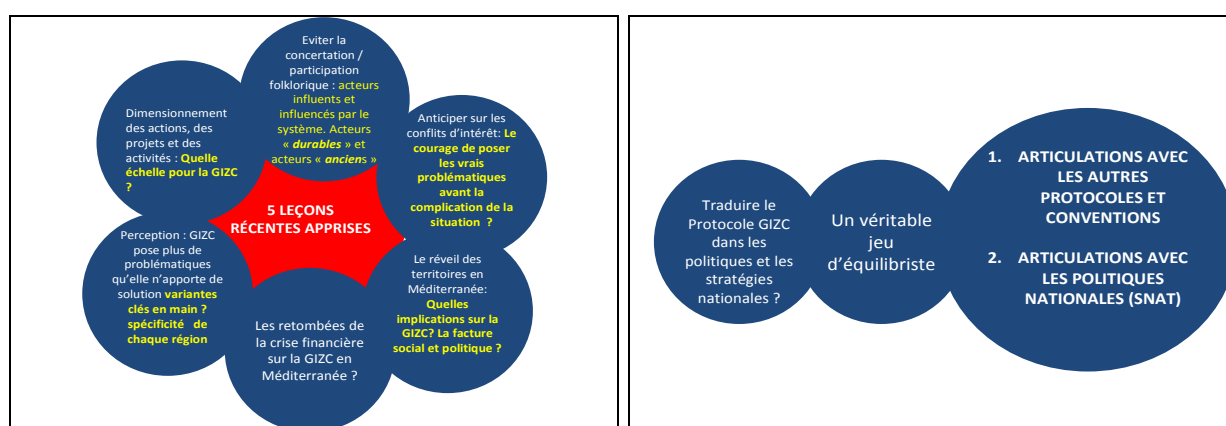 Eviter la
concertation /
participation
folklorique : acteurs
influents et
influencés par le
système. Acteurs
« durables » et
acteurs « anciens »
Dimensionnement
des actions, des
projets et des
activités : Quelle
échelle pour la GIZC
?
Anticiper sur les
conflits d'intérêt: Le
courage de poser
les vrais
problématiques
avant la
complication de la
situation ?
5 LEÇONS
RÉCENTES APPRISES
Perception : GIZC
pose plus de
problématiques
qu'elle n'apporte de
solution variantes
clés en main ?
spécificité de
chaque région
Le réveil des
territoires en
Méditerranée:
Quelles
implications sur la
GIZC? La facture
social et politique ?
Les retombées de
la crise financière
sur la GIZC en
Méditerranée ?
Traduire le
Protocole GIZC
dans les
politiques et les
stratégies
nationales ?
Un véritable
jeu
d'équilibriste
1. ARTICULATIONS AVEC
LES AUTRES
PROTOCOLES ET
CONVENTIONS
2. ARTICULATIONS AVEC
LES POLITIQUES
NATIONALES (SNAT)